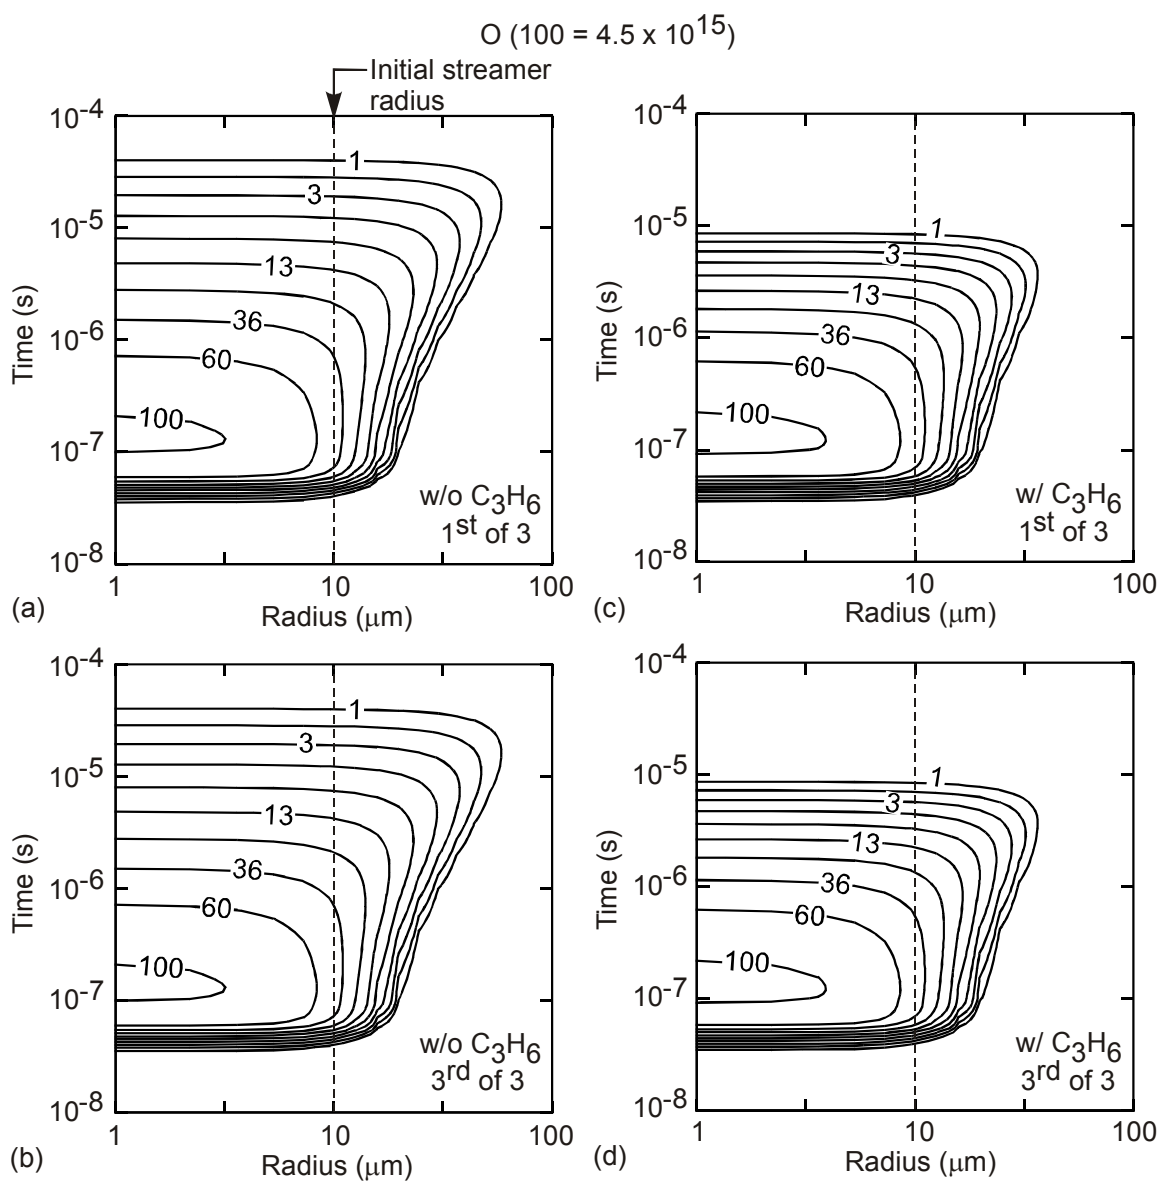 O (100 = 4.5 x 10^15)
Initial streamer
radius
10^-4
10^-5
10^-6
10^-7
10^-8
Time (s)
1
3
13
36
60
100
w/o C3H6
1st of 3
1
10
100
(a)
Radius (μm)
10^-4
10^-5
10^-6
10^-7
10^-8
Time (s)
1
3
13
36
60
100
w/ C3H6
1st of 3
1
10
100
(c)
Radius (μm)
10^-4
10^-5
10^-6
10^-7
10^-8
Time (s)
1
3
13
36
60
100
w/o C3H6
3rd of 3
1
10
100
(b)
Radius (μm)
10^-4
10^-5
10^-6
10^-7
10^-8
Time (s)
1
3
13
36
60
100
w/ C3H6
3rd of 3
1
10
100
(d)
Radius (μm)